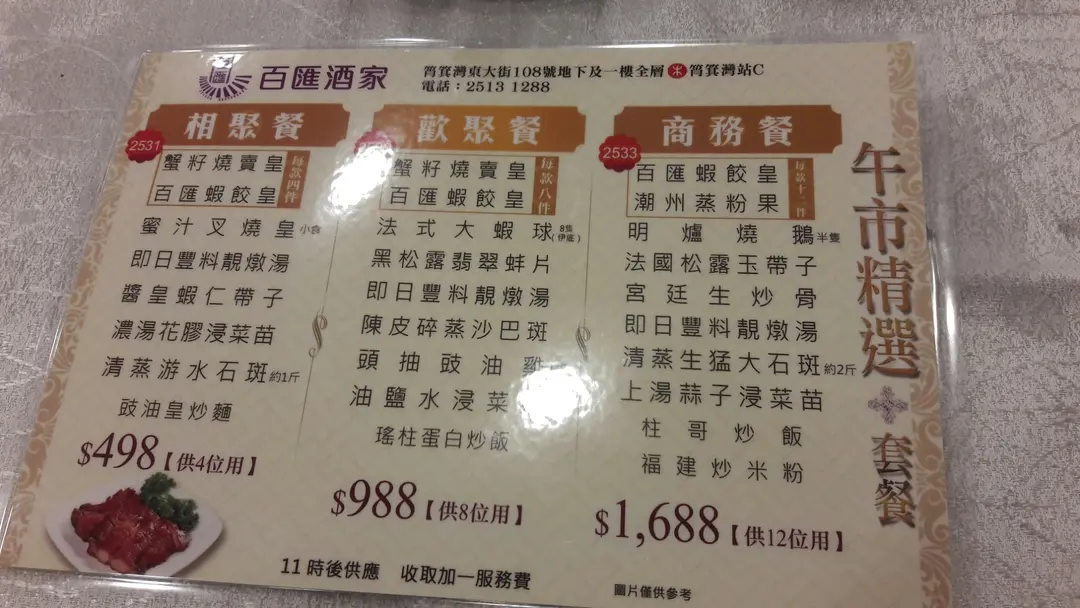 百匯酒家
筲箕灣東大街108號地下及一樓全層 筲箕灣站C
電話：2513 1288
午市精選 套餐
相聚餐
2531
蟹籽燒賣皇
百匯蝦餃皇
每款四件
蜜汁叉燒皇 小食
即日豐料靚燉湯
醬皇蝦仁帶子
濃湯花膠浸菜苗
清蒸游水石斑 約1斤
豉油皇炒麵
$498【供4位用】
歡聚餐
蟹籽燒賣皇
百匯蝦餃皇
每款八件
法式大蝦球 8隻(伊底)
黑松露翡翠蚌片
即日豐料靚燉湯
陳皮碎蒸沙巴斑
頭抽豉油雞
油鹽水浸菜
瑤柱蛋白炒飯
$988【供8位用】
商務餐
2533
百匯蝦餃皇
潮州蒸粉果
每款十二件
明爐燒鵝 半隻
法國松露玉帶子
宮廷生炒骨
即日豐料靚燉湯
清蒸生猛大石斑 約2斤
上湯蒜子浸菜苗
柱哥炒飯
福建炒米粉
$1,688【供12位用】
11時後供應 收取加一服務費
圖片僅供參考